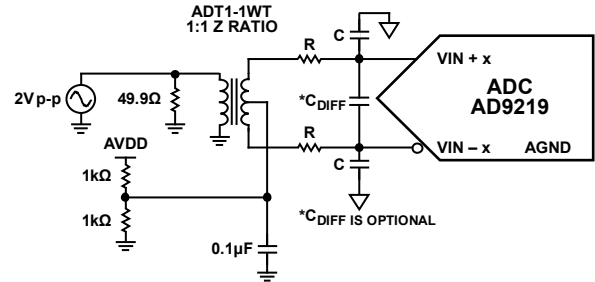 ADT1-1WT
1:1 Z RATIO
C
R
VIN + x
ADC
AD9219
2V p-p
49.9Ω
*CDIFF
AVDD
R
VIN – x
AGND
1kΩ
C
1kΩ
*CDIFF IS OPTIONAL
0.1µF